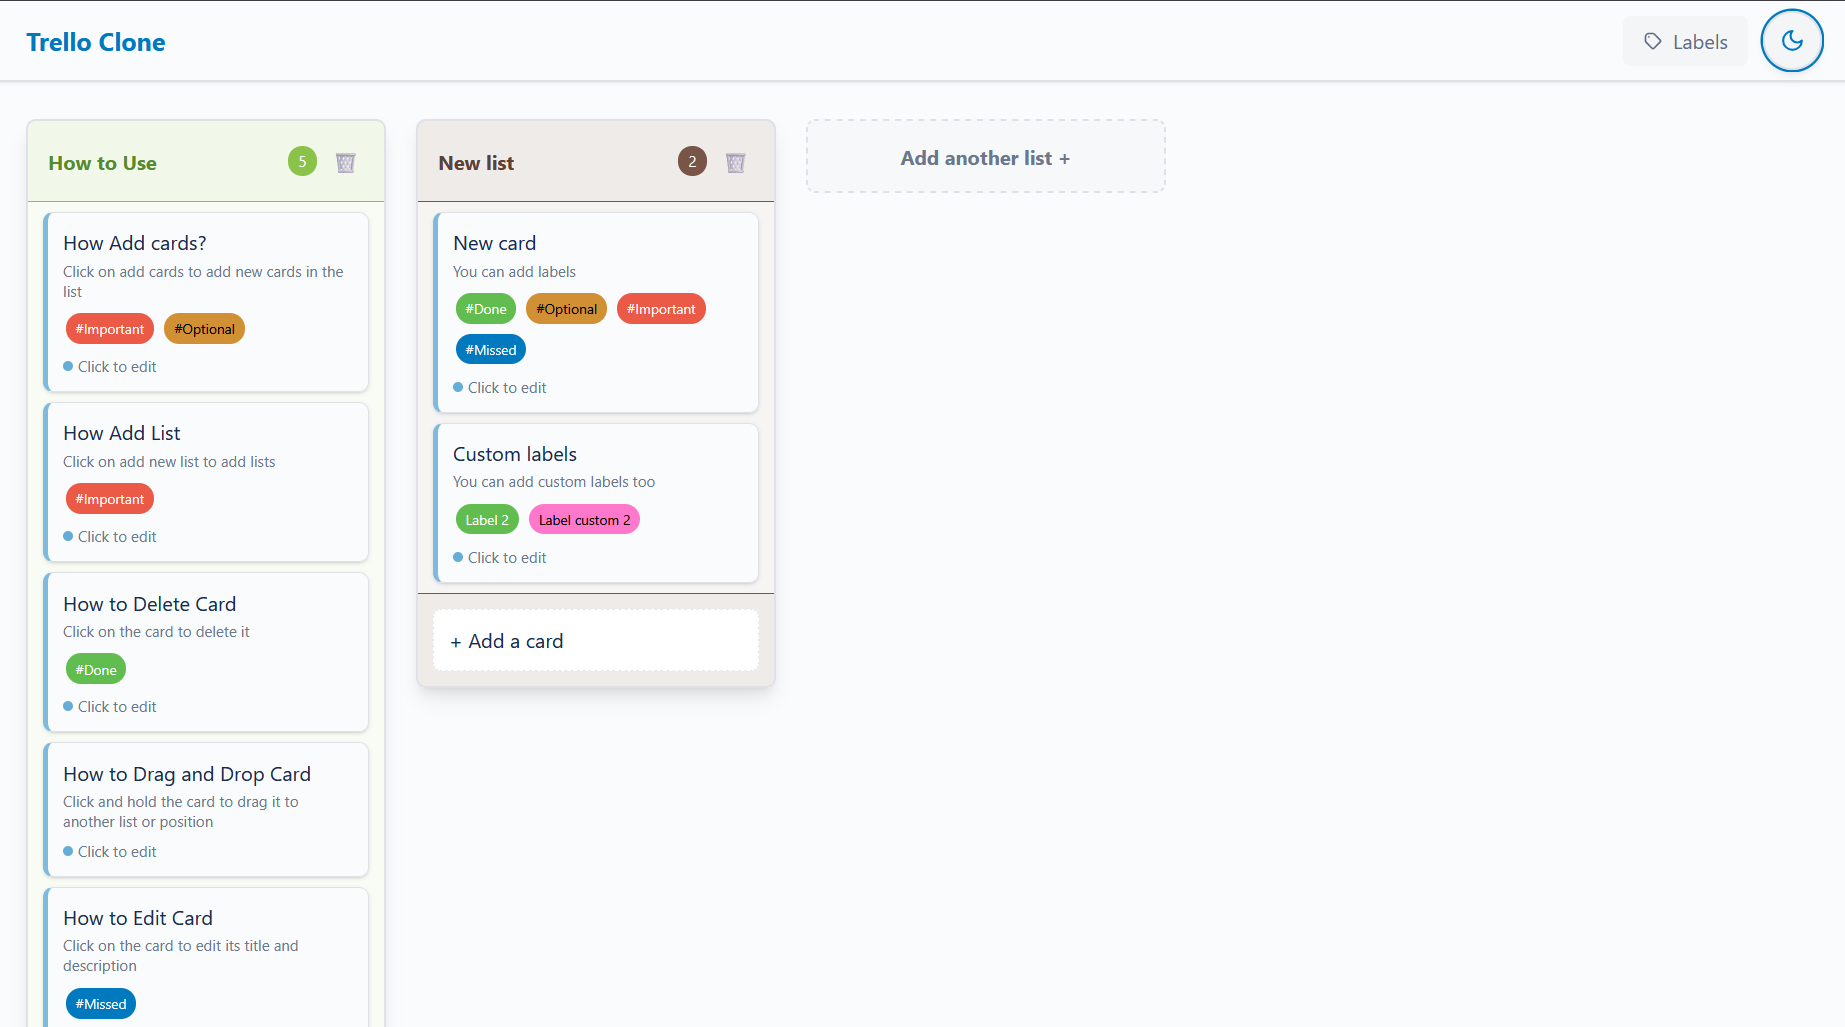 Trello Clone
Labels
How to Use
5
How Add cards?
Click on add cards to add new cards in the
list
#Important #Optional
Click to edit
How Add List
Click on add new list to add lists
#Important
Click to edit
How to Delete Card
Click on the card to delete it
#Done
Click to edit
How to Drag and Drop Card
Click and hold the card to drag it to
another list or position
Click to edit
How to Edit Card
Click on the card to edit its title and
description
#Missed
New list
2
New card
You can add labels
#Done #Optional #Important
#Missed
Click to edit
Custom labels
You can add custom labels too
Label 2 Label custom 2
Click to edit
+ Add a card
Add another list +